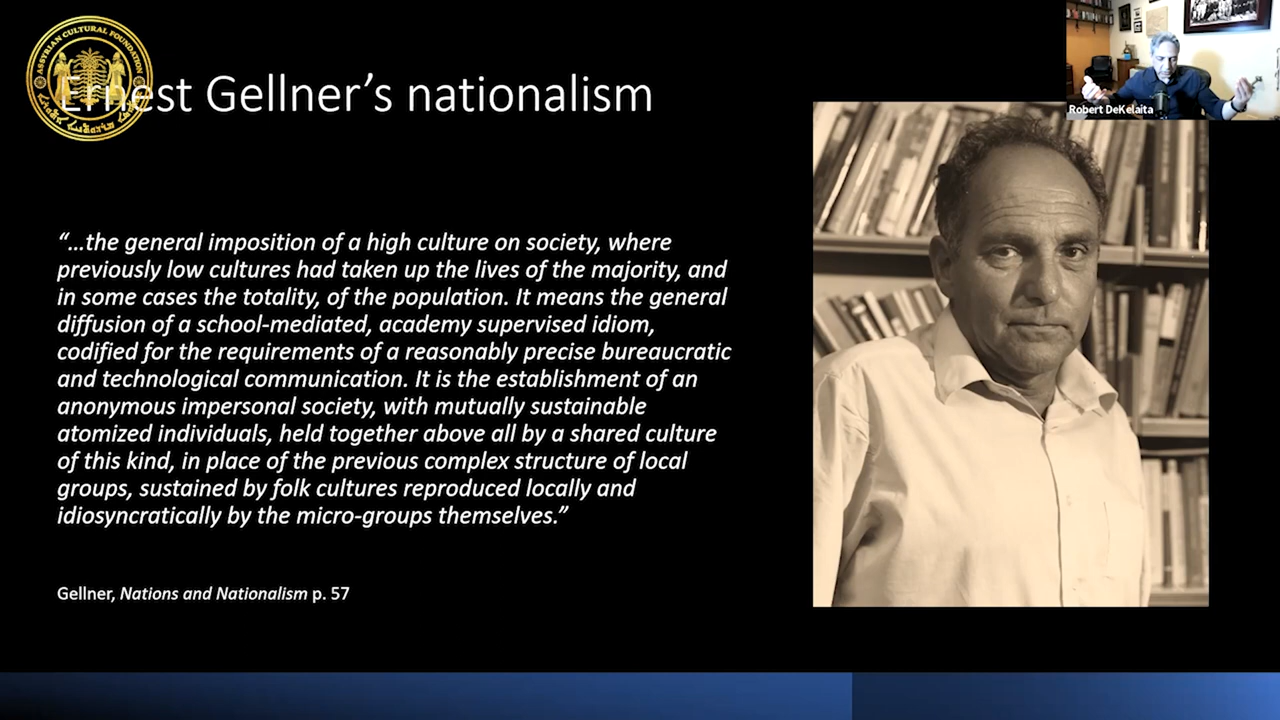 ASSYRIAN CULTURAL FOUNDATION
Ernest Gellner’s nationalism
Robert DeKelaita
“…the general imposition of a high culture on society, where
previously low cultures had taken up the lives of the majority, and
in some cases the totality, of the population. It means the general
diffusion of a school-mediated, academy supervised idiom,
codified for the requirements of a reasonably precise bureaucratic
and technological communication. It is the establishment of an
anonymous impersonal society, with mutually sustainable
atomized individuals, held together above all by a shared culture
of this kind, in place of the previous complex structure of local
groups, sustained by folk cultures reproduced locally and
idiosyncratically by the micro-groups themselves.”
Gellner, Nations and Nationalism p. 57